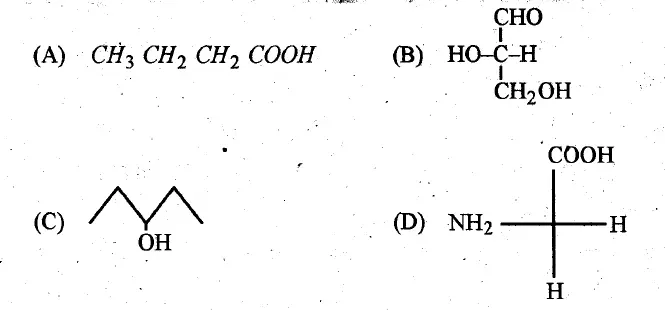 (A) CH₃ CH₂ CH₂ COOH
(B) CHO
HO–C–H
CH₂OH
(C) OH
(D) COOH
NH₂ H
H